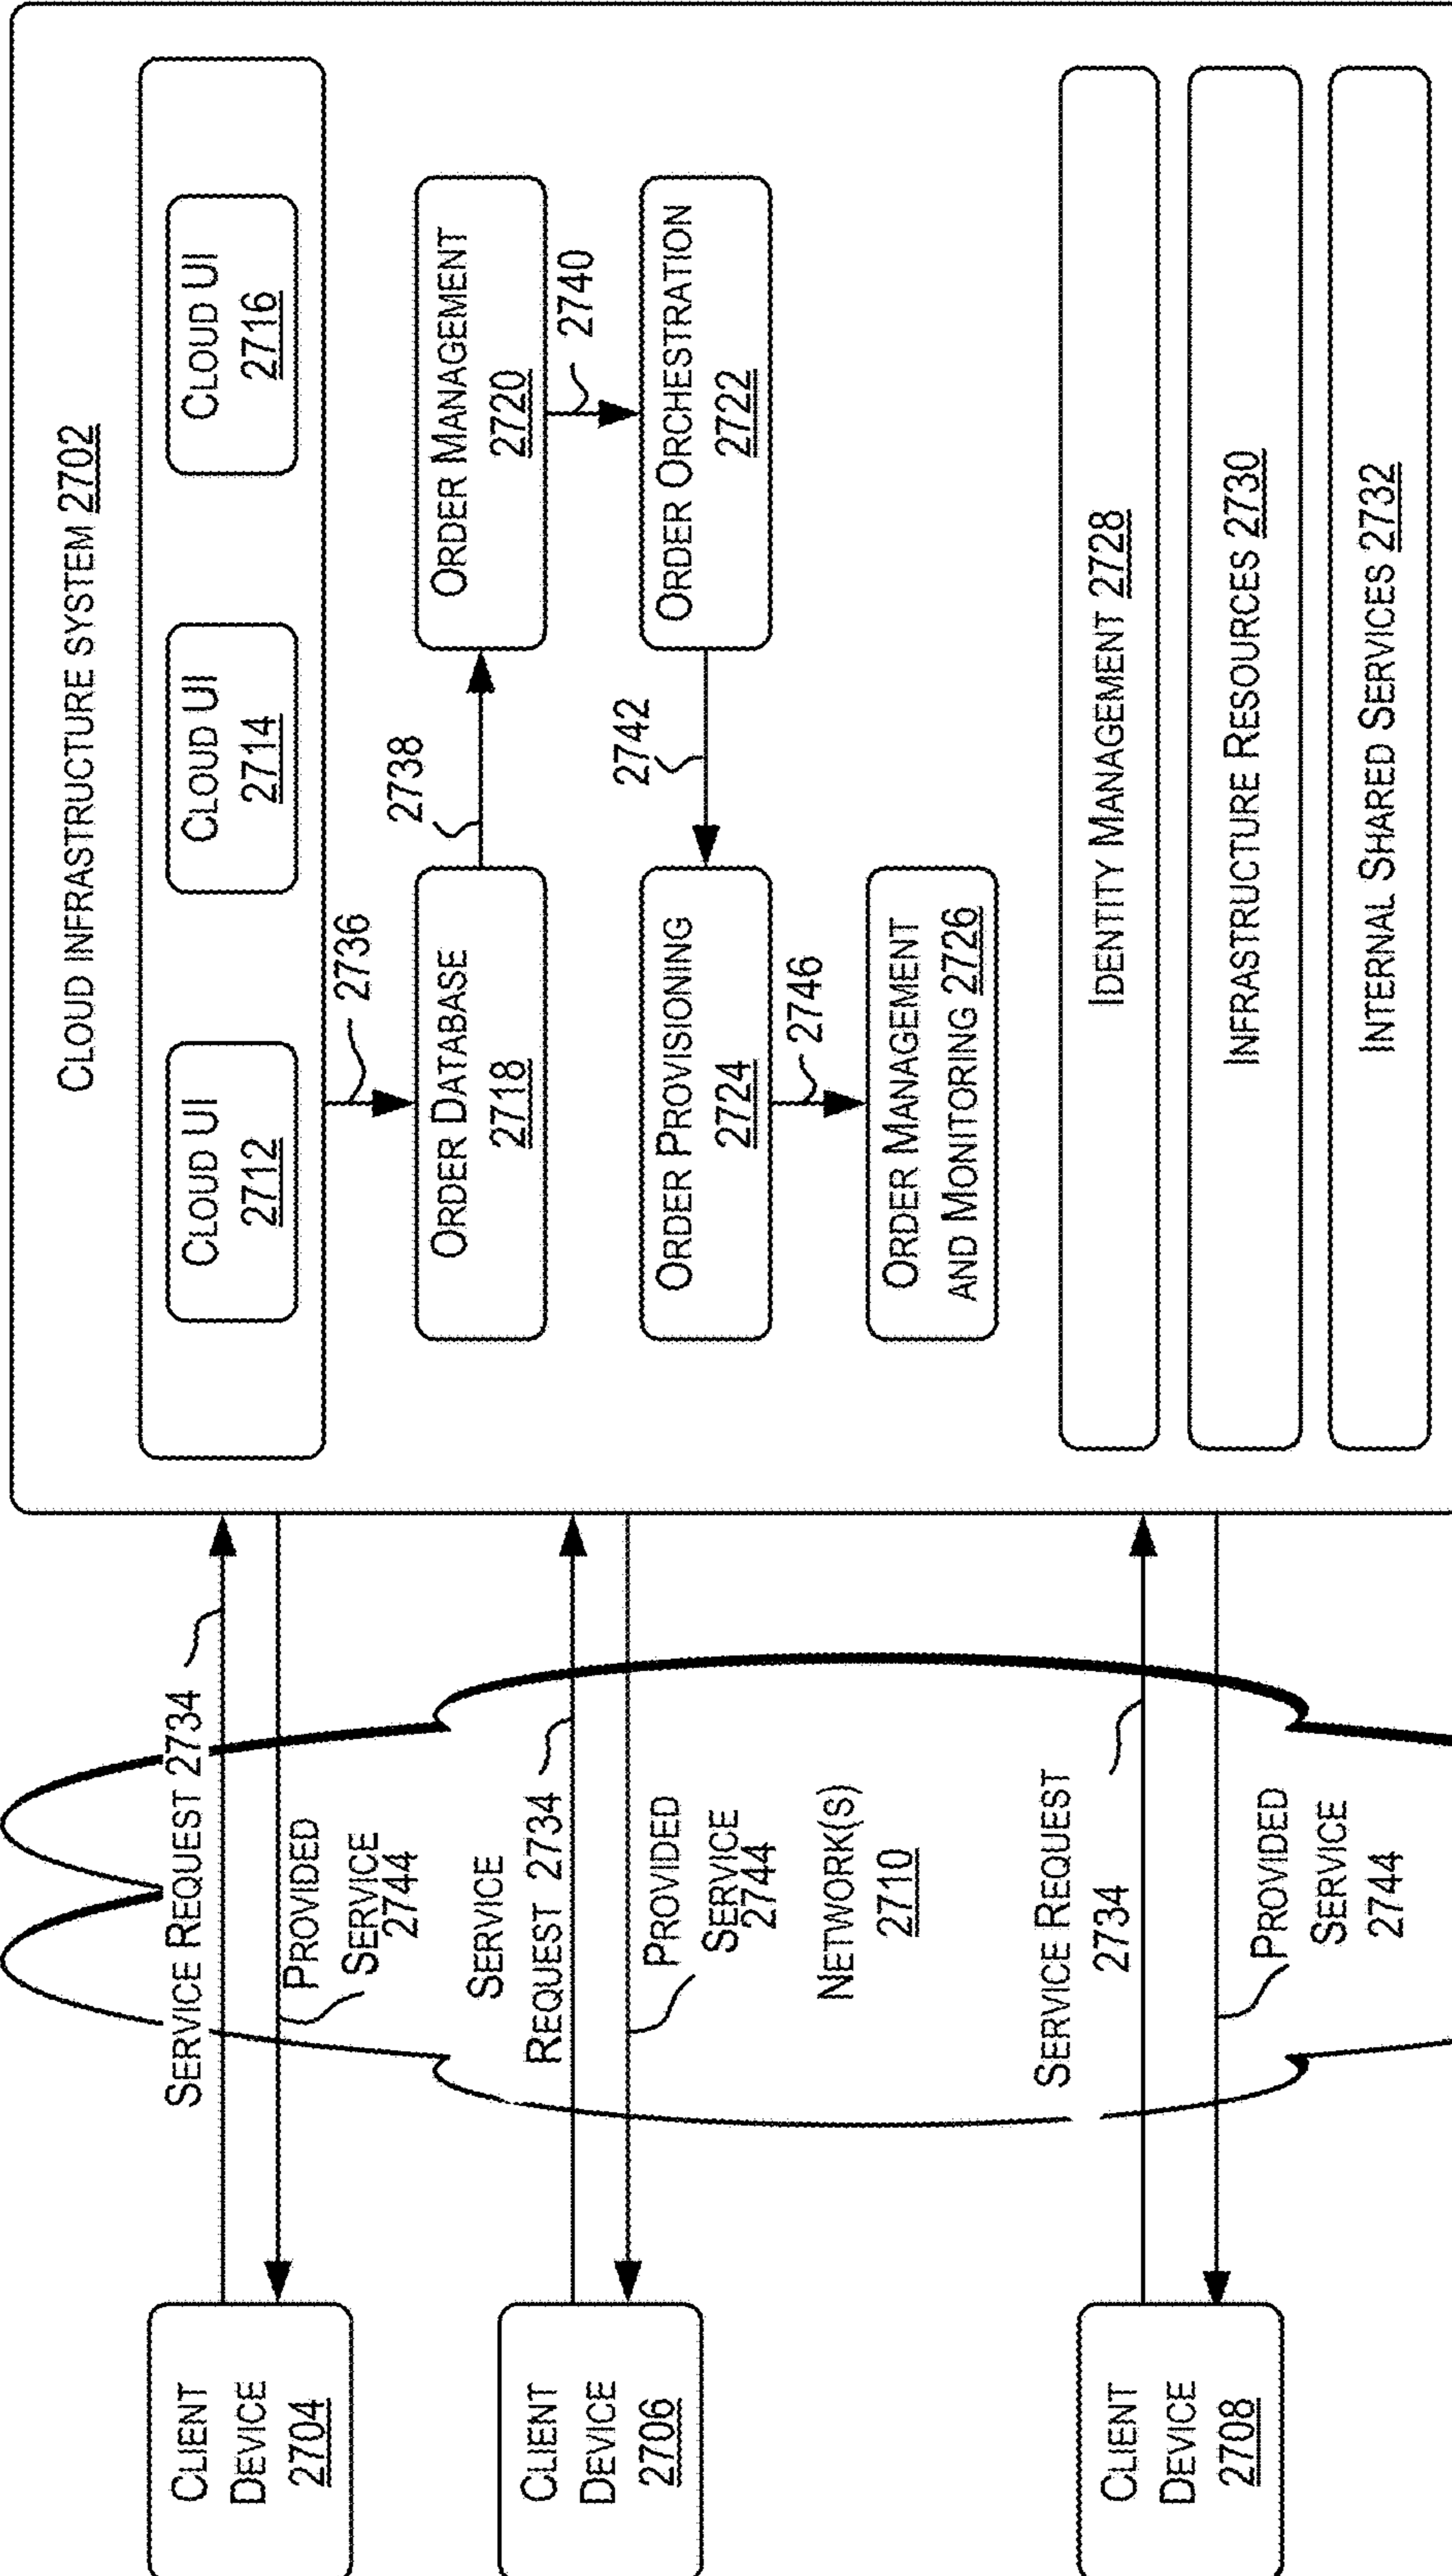 CLOUD INFRASTRUCTURE SYSTEM 2702
CLOUD UI
2712
CLOUD UI
2714
CLOUD UI
2716
2736
ORDER DATABASE
2718
2738
ORDER MANAGEMENT
2720
2740
ORDER ORCHESTRATION
2722
2742
ORDER PROVISIONING
2724
2746
ORDER MANAGEMENT
AND MONITORING 2726
IDENTITY MANAGEMENT 2728
INFRASTRUCTURE RESOURCES 2730
INTERNAL SHARED SERVICES 2732
CLIENT
DEVICE
2704
SERVICE REQUEST 2734
PROVIDED
SERVICE
2744
CLIENT
DEVICE
2706
SERVICE
REQUEST 2734
PROVIDED
SERVICE
2744
NETWORK(S)
2710
CLIENT
DEVICE
2708
SERVICE REQUEST
2734
PROVIDED
SERVICE
2744